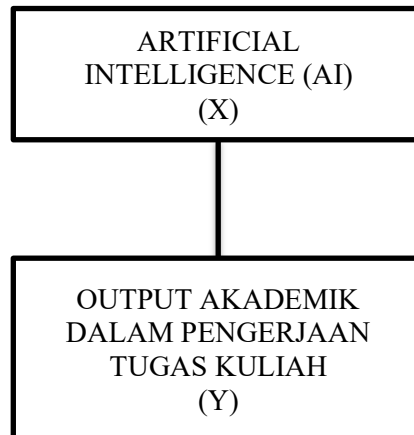 ARTIFICIAL
INTELLIGENCE (AI)
(X)
OUTPUT AKADEMIK
DALAM PENGERJAAN
TUGAS KULIAH
(Y)